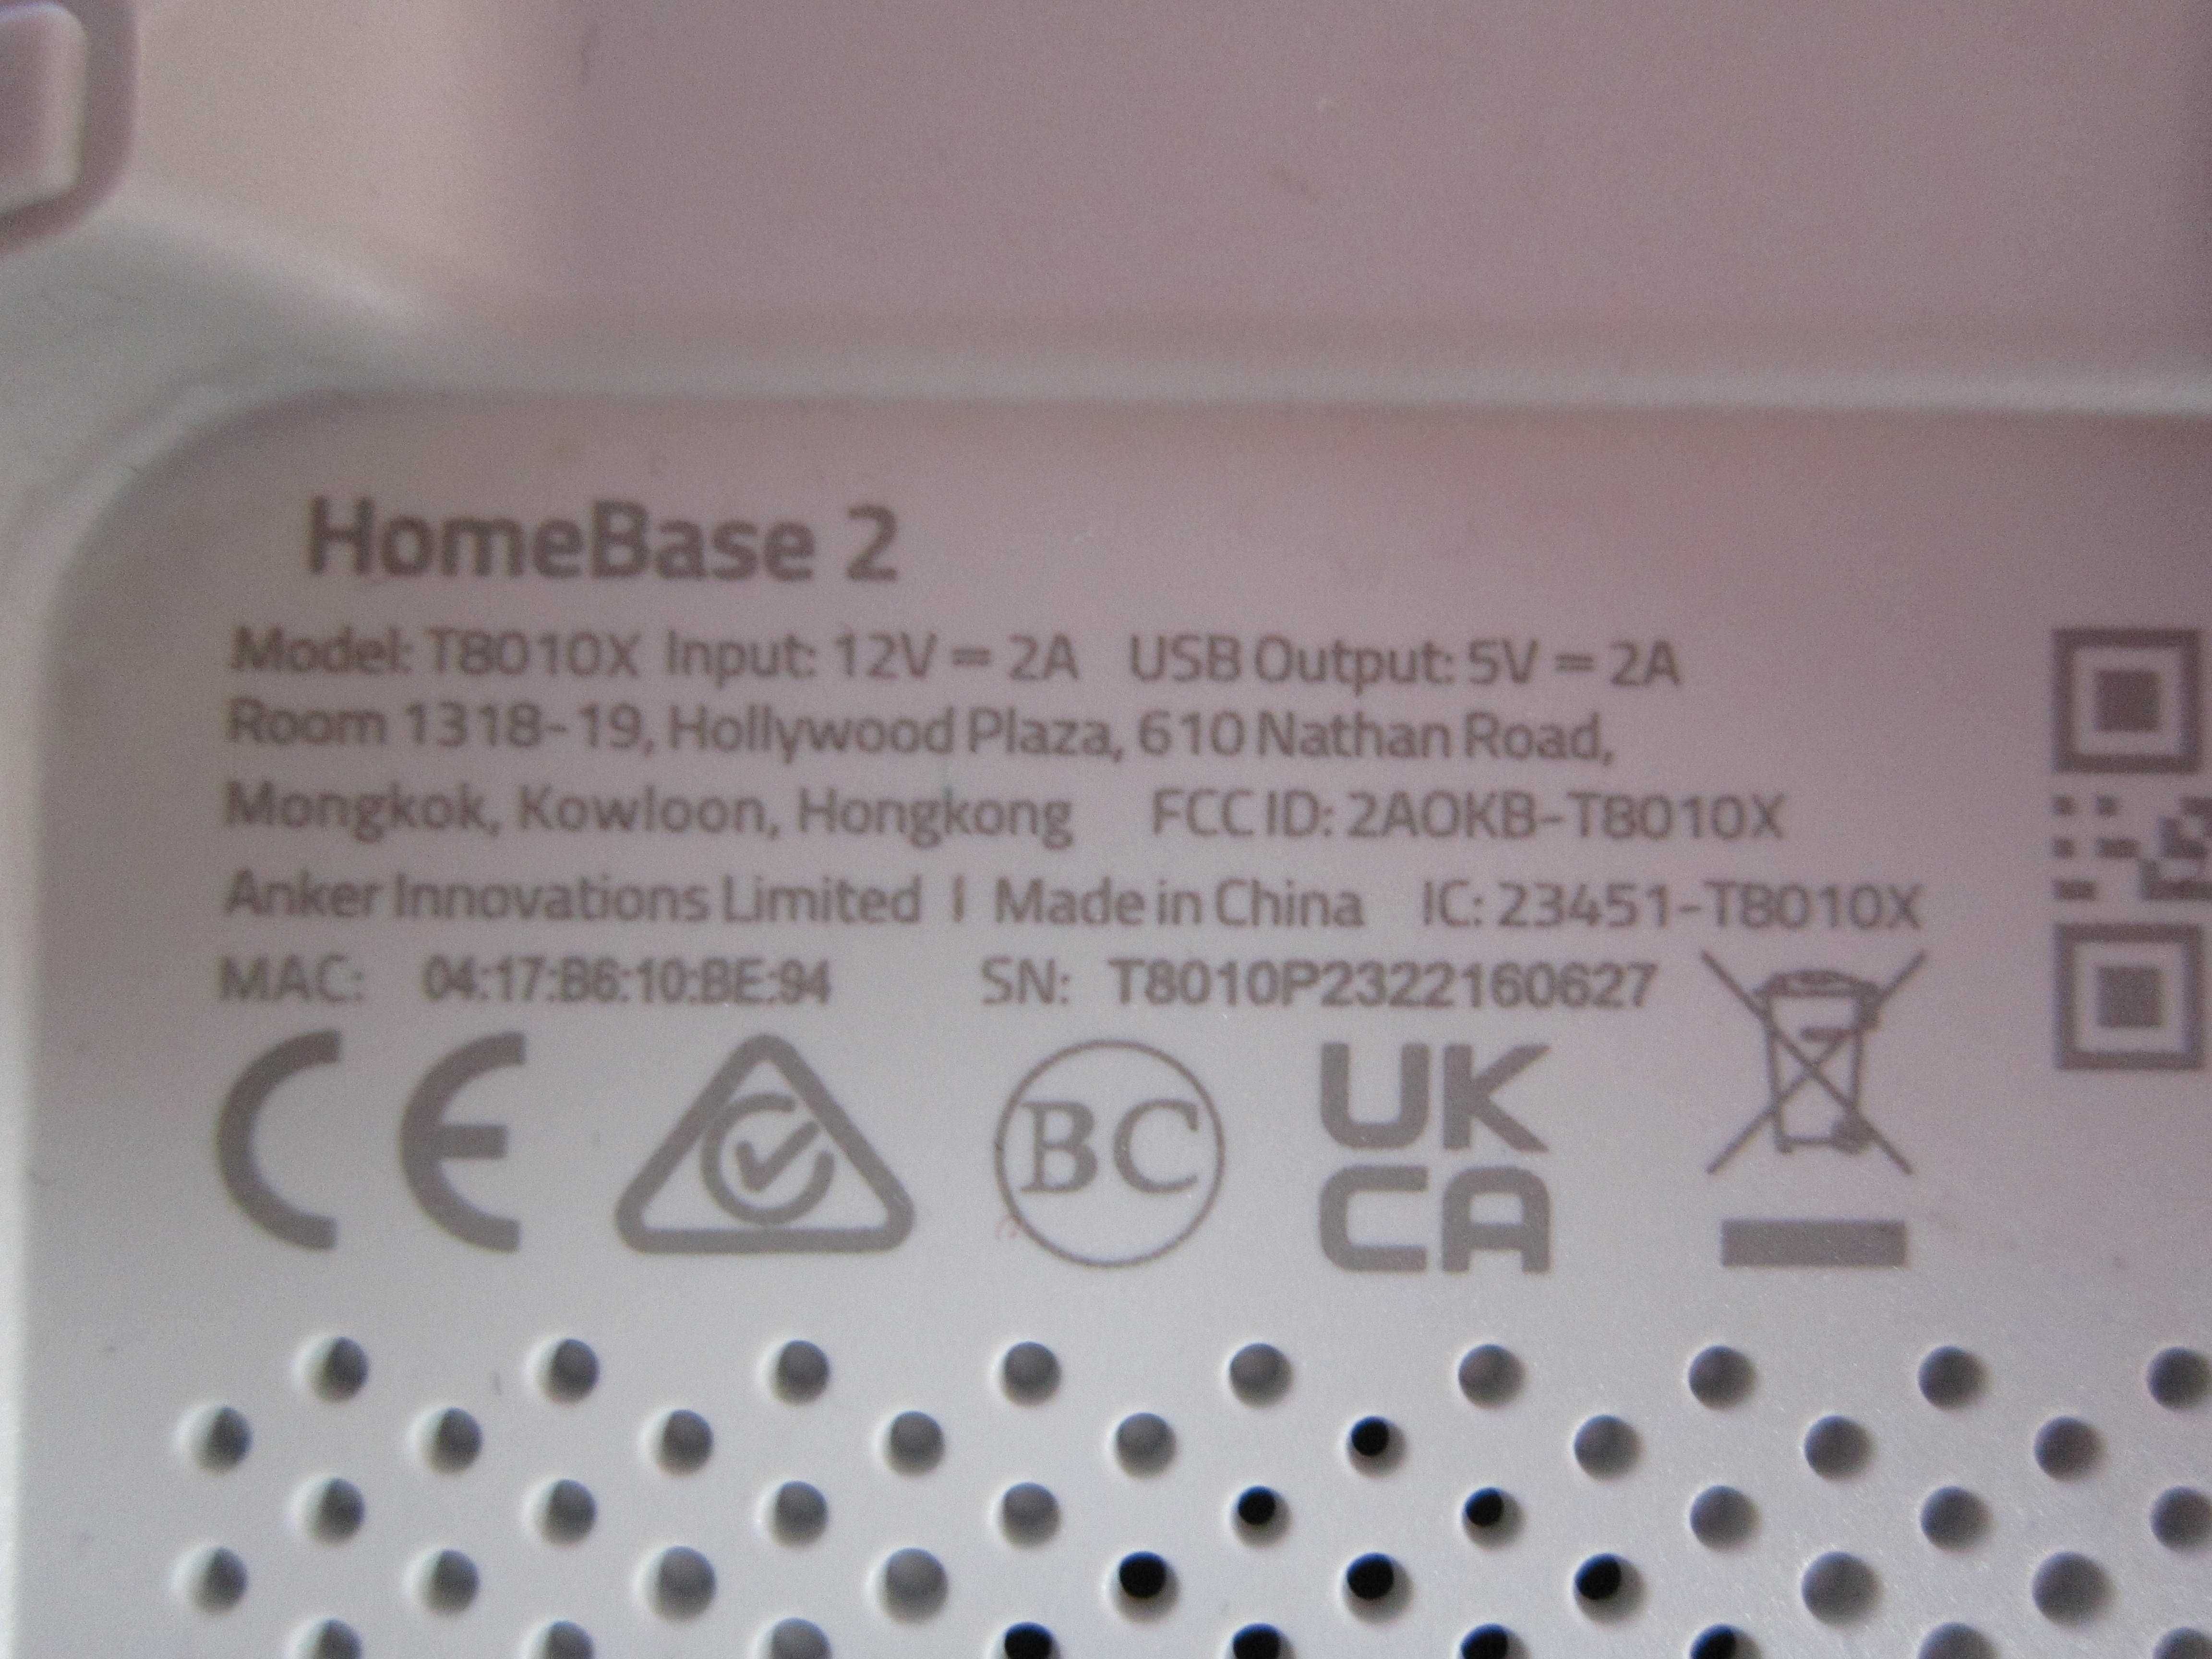 HomeBase 2
Model: T8010X Input: 12V⎓2A USB Output: 5V⎓2A
Room 1318-19, Hollywood Plaza, 610 Nathan Road,
Mongkok, Kowloon, Hongkong FCC ID: 2AOKB-T8010X
Anker Innovations Limited | Made in China IC: 23451-T8010X
MAC: 04:17:B6:10:BE:94 SN: T8010P2322160627
CE BC UK
CA